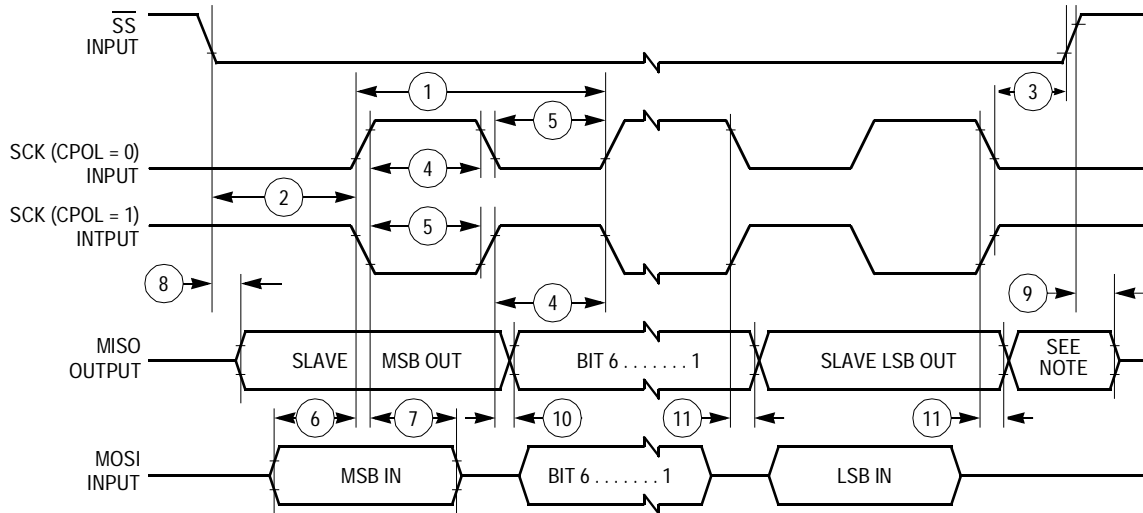 SS
INPUT
1
3
5
SCK (CPOL = 0)
INPUT
4
2
SCK (CPOL = 1)
INTPUT
5
8
4
9
MISO
OUTPUT
SLAVE MSB OUT
BIT 6 . . . . . . . 1
SLAVE LSB OUT
SEE
NOTE
6
7
10
11
11
MOSI
INPUT
MSB IN
BIT 6 . . . . . . . 1
LSB IN